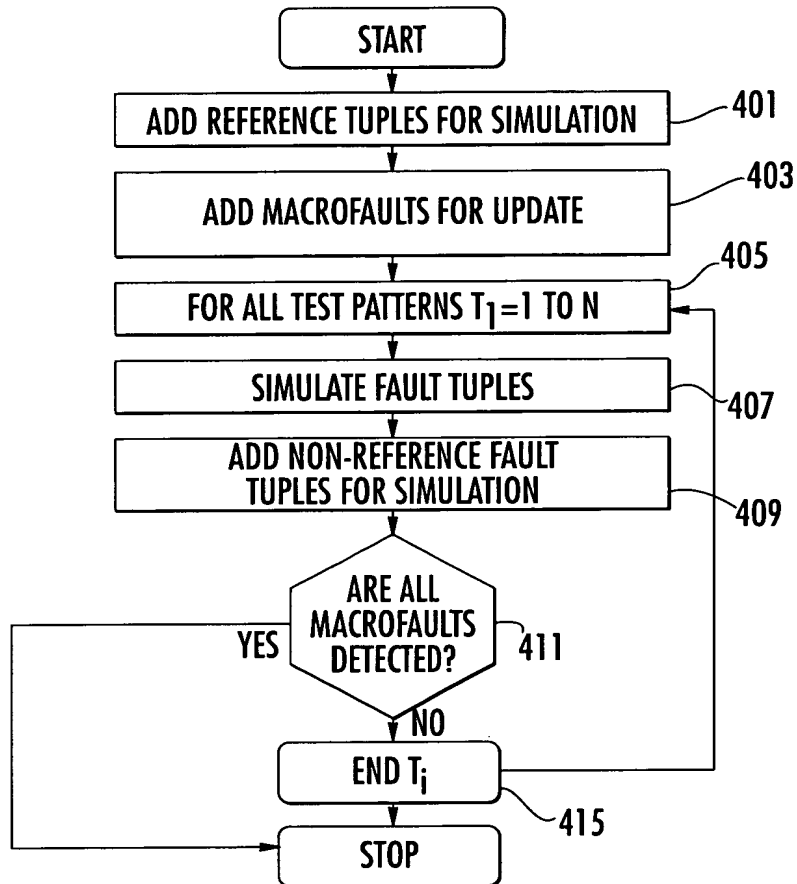 START
ADD REFERENCE TUPLES FOR SIMULATION
401
ADD MACROFAULTS FOR UPDATE
403
405
FOR ALL TEST PATTERNS T1=1 TO N
SIMULATE FAULT TUPLES
407
ADD NON-REFERENCE FAULT
TUPLES FOR SIMULATION
409
ARE ALL
MACROFAULTS
DETECTED?
YES
411
NO
END Ti
415
STOP